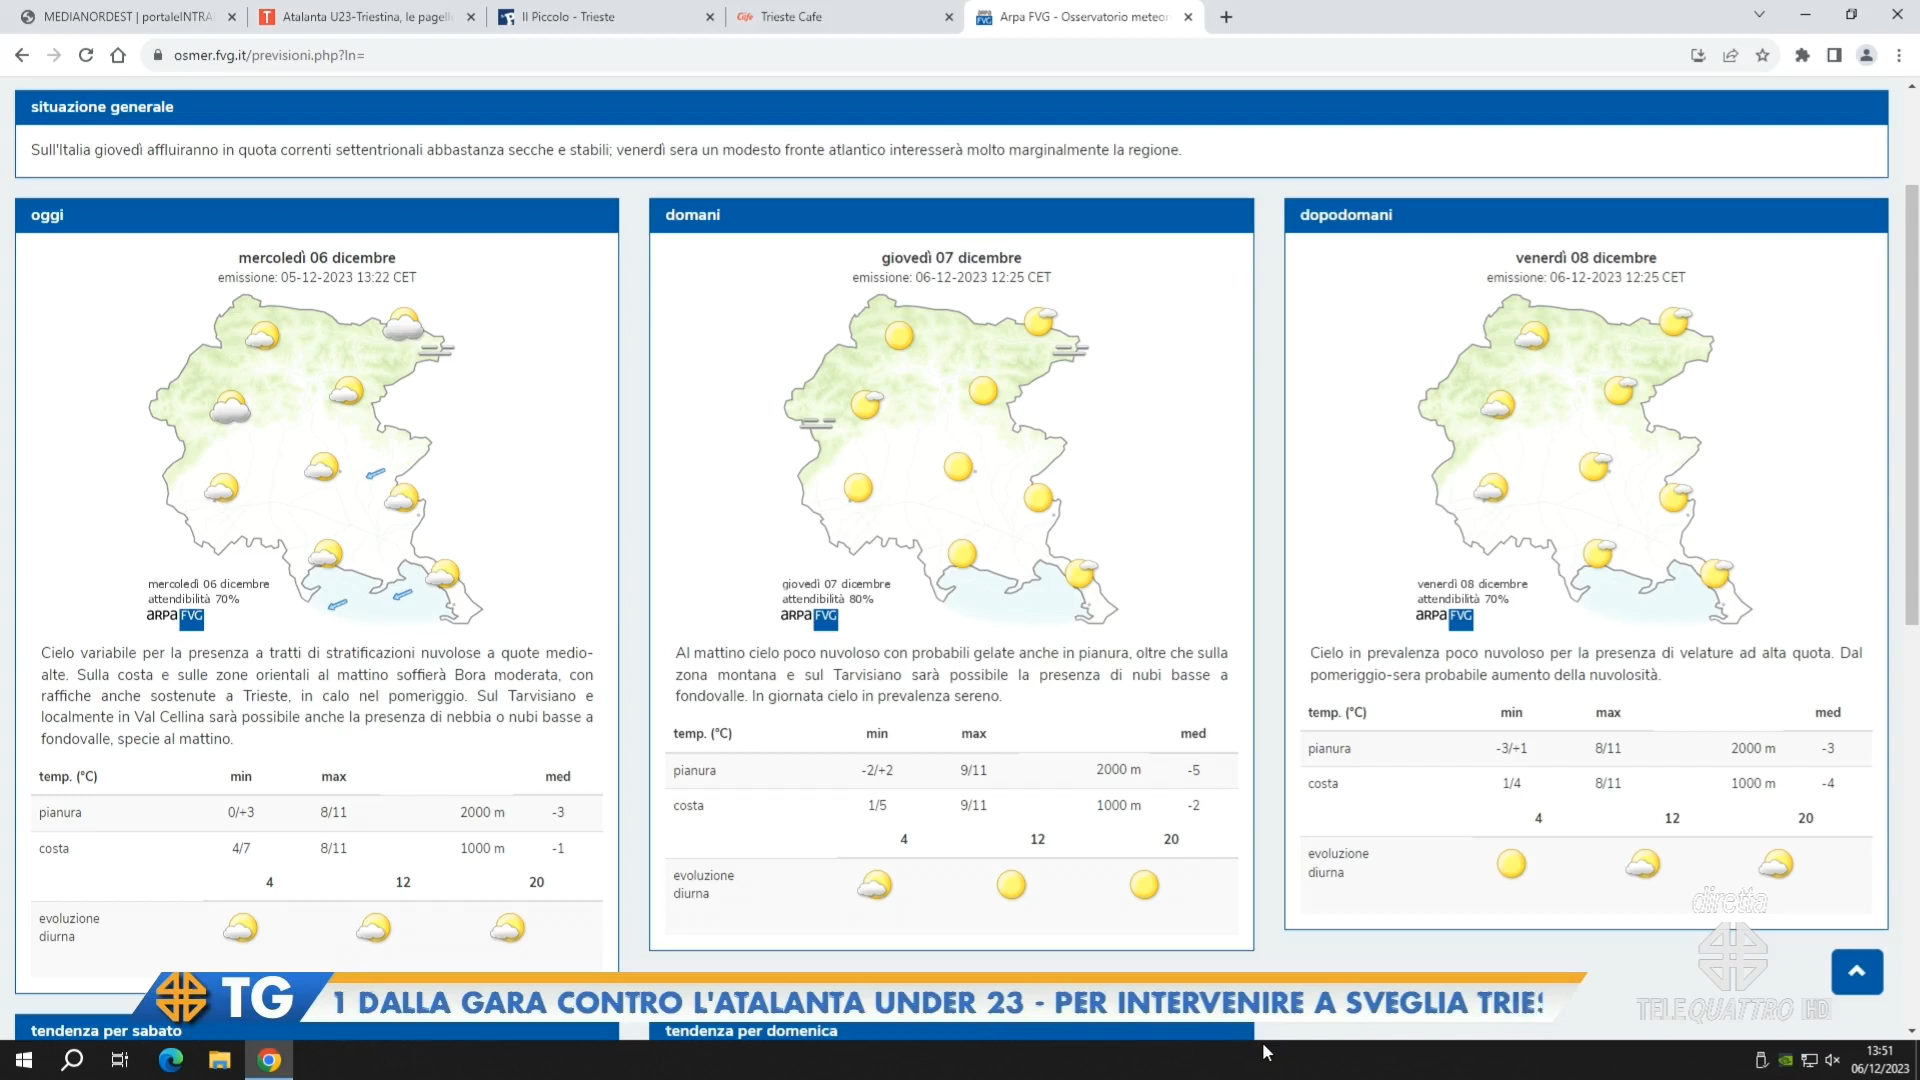 MEDIANORDEST | portaleINTRA
Atalanta U23-Triestina, le pagell
Il Piccolo - Trieste
Trieste Cafe
Arpa FVG - Osservatorio meteor
osmer.fvg.it/previsioni.php?ln=
situazione generale
Sull'Italia giovedì affluiranno in quota correnti settentrionali abbastanza secche e stabili; venerdì sera un modesto fronte atlantico interesserà molto marginalmente la regione.
oggi
mercoledì 06 dicembre
emissione: 05-12-2023 13:22 CET
mercoledì 06 dicembre
attendibilità 70%
arpa FVG
Cielo variabile per la presenza a tratti di stratificazioni nuvolose a quote medio-
alte. Sulla costa e sulle zone orientali al mattino soffierà Bora moderata, con
raffiche anche sostenute a Trieste, in calo nel pomeriggio. Sul Tarvisiano e
localmente in Val Cellina sarà possibile anche la presenza di nebbia o nubi basse a
fondovalle, specie al mattino.
temp. (°C) min max med
pianura 0/+3 8/11 2000 m -3
costa 4/7 8/11 1000 m -1
4 12 20
evoluzione
diurna
domani
giovedì 07 dicembre
emissione: 06-12-2023 12:25 CET
giovedì 07 dicembre
attendibilità 80%
arpa FVG
Al mattino cielo poco nuvoloso con probabili gelate anche in pianura, oltre che sulla
zona montana e sul Tarvisiano sarà possibile la presenza di nubi basse a
fondovalle. In giornata cielo in prevalenza sereno.
temp. (°C) min max med
pianura -2/+2 9/11 2000 m -5
costa 1/5 9/11 1000 m -2
4 12 20
evoluzione
diurna
dopodomani
venerdì 08 dicembre
emissione: 06-12-2023 12:25 CET
venerdì 08 dicembre
attendibilità 70%
arpa FVG
Cielo in prevalenza poco nuvoloso per la presenza di velature ad alta quota. Dal
pomeriggio-sera probabile aumento della nuvolosità.
temp. (°C) min max med
pianura -3/+1 8/11 2000 m -3
costa 1/4 8/11 1000 m -4
4 12 20
evoluzione
diurna
diretta
TELEQUATTRO HD
TG
1 DALLA GARA CONTRO L'ATALANTA UNDER 23 - PER INTERVENIRE A SVEGLIA TRIES
tendenza per sabato
tendenza per domenica
13:51
06/12/2023